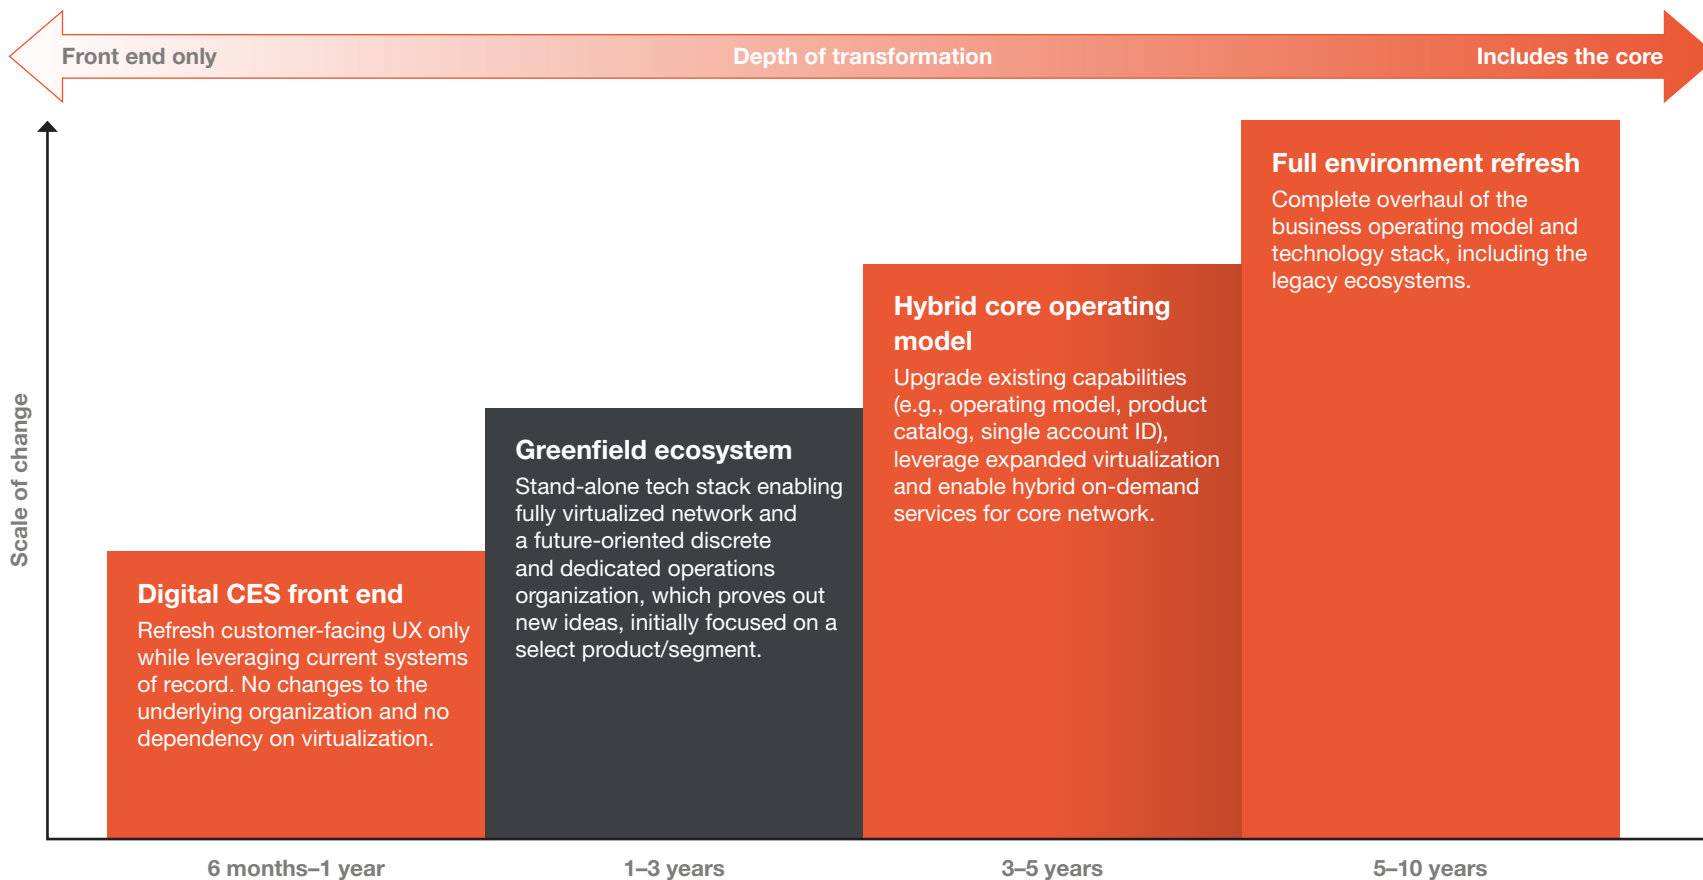 Front end only
Depth of transformation
Includes the core
Scale of change
Digital CES front end
Refresh customer-facing UX only
while leveraging current systems
of record. No changes to the
underlying organization and no
dependency on virtualization.
Greenfield ecosystem
Stand-alone tech stack enabling
fully virtualized network and
a future-oriented discrete
and dedicated operations
organization, which proves out
new ideas, initially focused on a
select product/segment.
Hybrid core operating
model
Upgrade existing capabilities
(e.g., operating model, product
catalog, single account ID),
leverage expanded virtualization
and enable hybrid on-demand
services for core network.
Full environment refresh
Complete overhaul of the
business operating model and
technology stack, including the
legacy ecosystems.
6 months–1 year
1–3 years
3–5 years
5–10 years